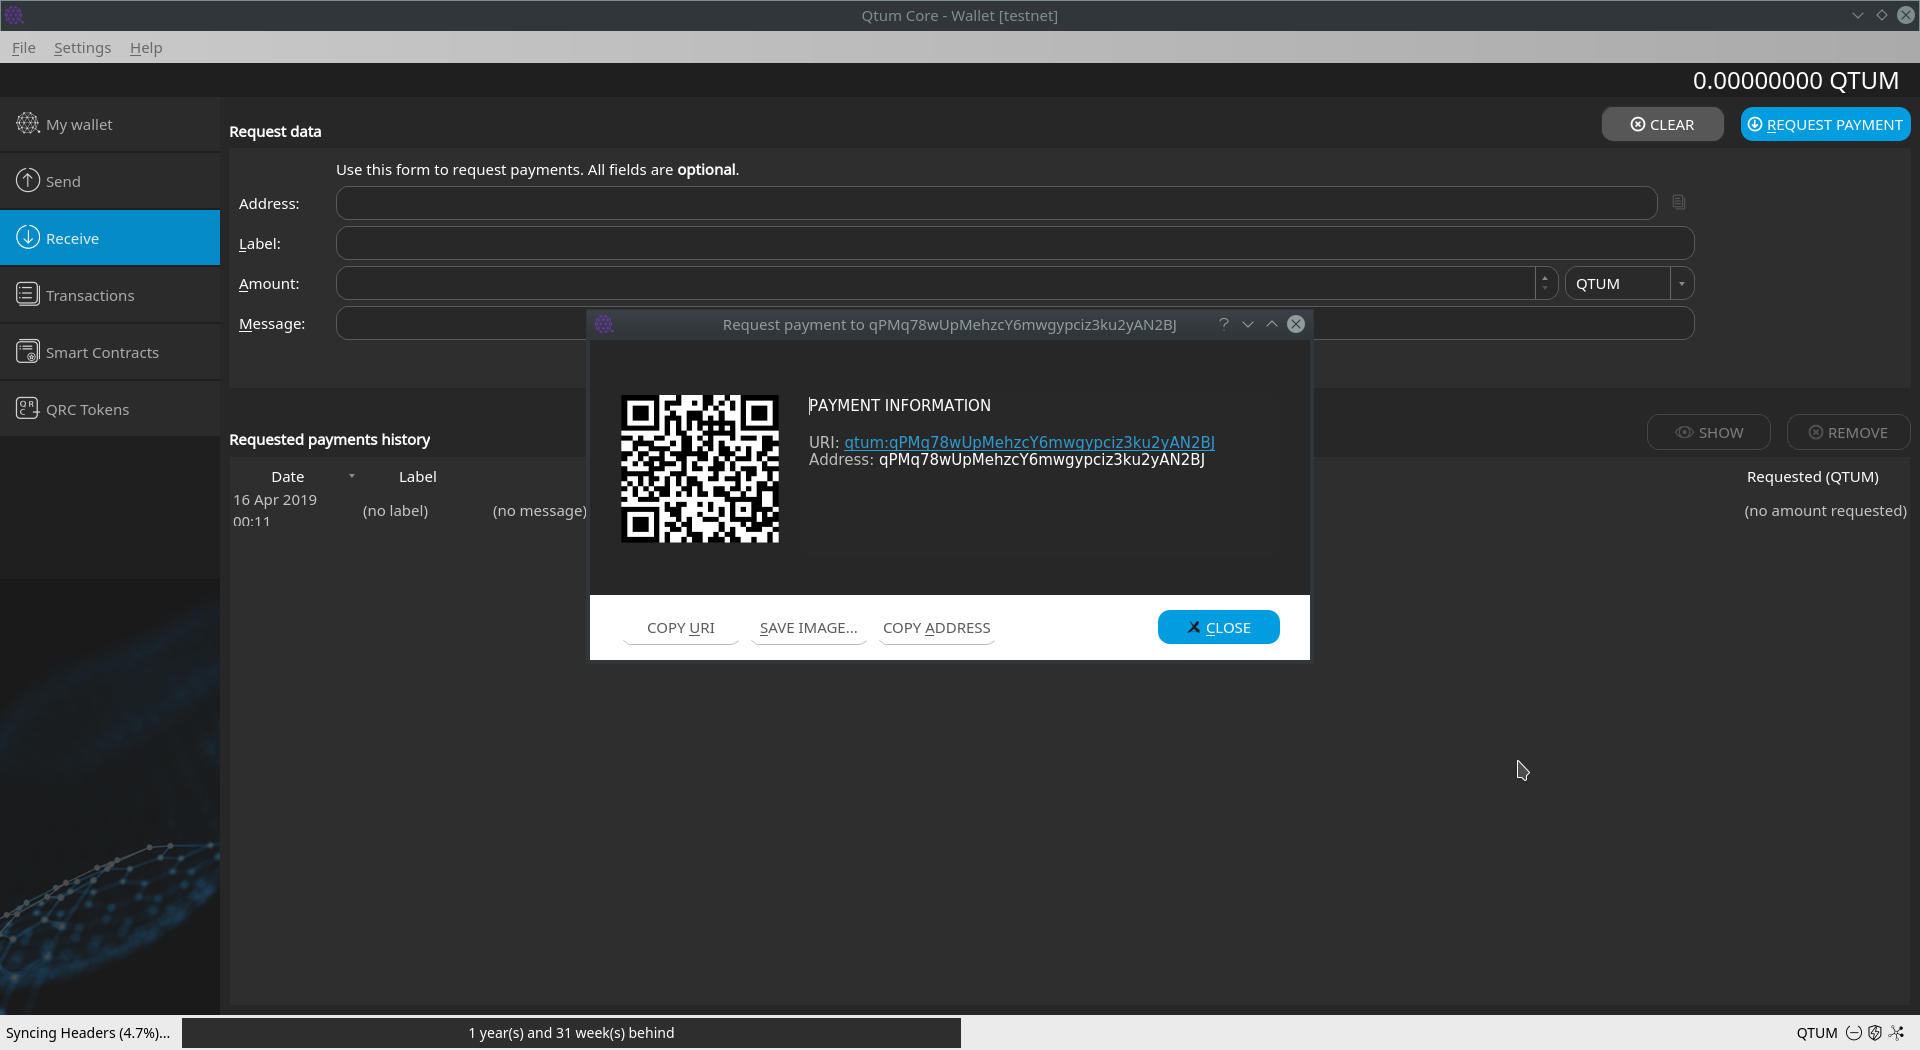 Qtum Core - Wallet [testnet]
File Settings Help
0.00000000 QTUM
My wallet
Send
Receive
Transactions
Smart Contracts
QRC Tokens
Request data
CLEAR
REQUEST PAYMENT
Use this form to request payments. All fields are optional.
Address:
Label:
Amount:
QTUM
Message:
Request payment to qPMq78wUpMehzcY6mwgypciz3ku2yAN2BJ
PAYMENT INFORMATION
URI: qtum:qPMq78wUpMehzcY6mwgypciz3ku2yAN2BJ
Address: qPMq78wUpMehzcY6mwgypciz3ku2yAN2BJ
COPY URI
SAVE IMAGE...
COPY ADDRESS
CLOSE
Requested payments history
SHOW
REMOVE
Date Label Requested (QTUM)
16 Apr 2019
00:11
(no label) (no message) (no amount requested)
Syncing Headers (4.7%)...
1 year(s) and 31 week(s) behind
QTUM